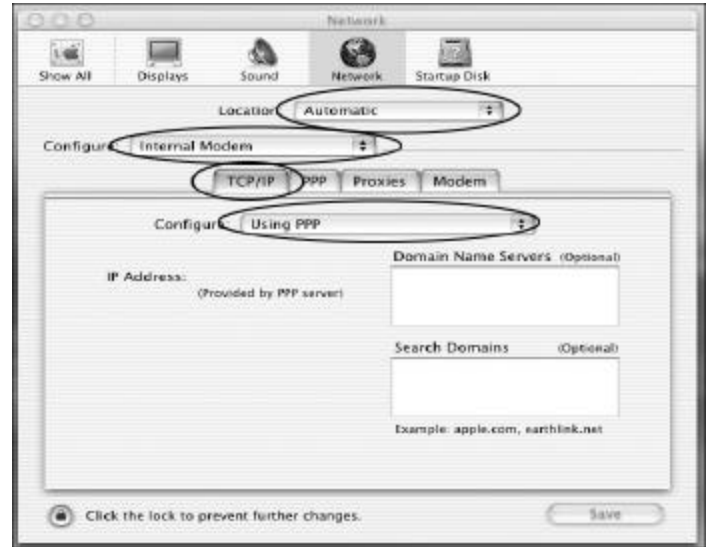 Network
Show All Displays Sound Network Startup Disk
Location: Automatic
Configure: Internal Modem
TCP/IP PPP Proxies Modem
Configure: Using PPP
Domain Name Servers (Optional)
IP Address:
(Provided by PPP server)
Search Domains (Optional)
Example: apple.com, earthlink.net
Click the lock to prevent further changes.
Save